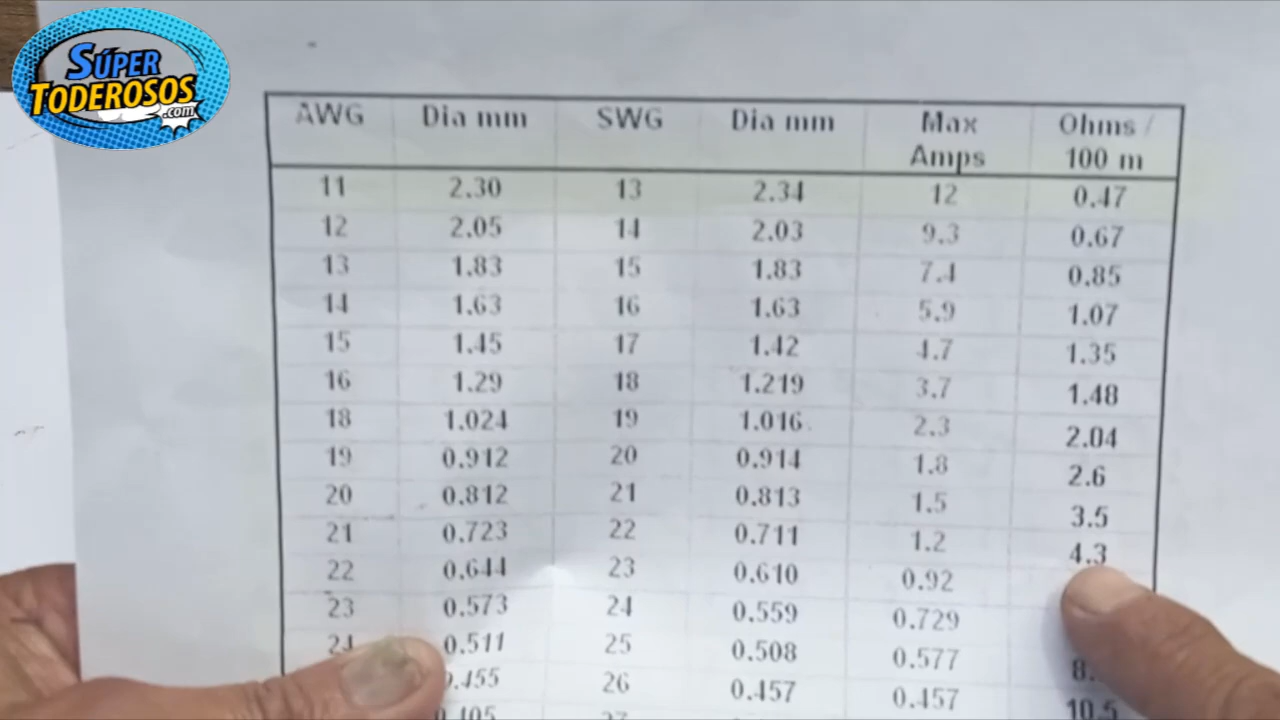 SÚPER
TODEROSOS
.com
AWG Dia mm SWG Dia mm Max Amps Ohms / 100 m
11 2.30 13 2.34 12 0.47
12 2.05 14 2.03 9.3 0.67
13 1.83 15 1.83 7.4 0.85
14 1.63 16 1.63 5.9 1.07
15 1.45 17 1.42 4.7 1.35
16 1.29 18 1.219 3.7 1.48
18 1.024 19 1.016 2.3 2.04
19 0.912 20 0.914 1.8 2.6
20 0.812 21 0.813 1.5 3.5
21 0.723 22 0.711 1.2 4.3
22 0.644 23 0.610 0.92
23 0.573 24 0.559 0.729
24 0.511 25 0.508 0.577 8.
.455 26 0.457 0.457 10.5